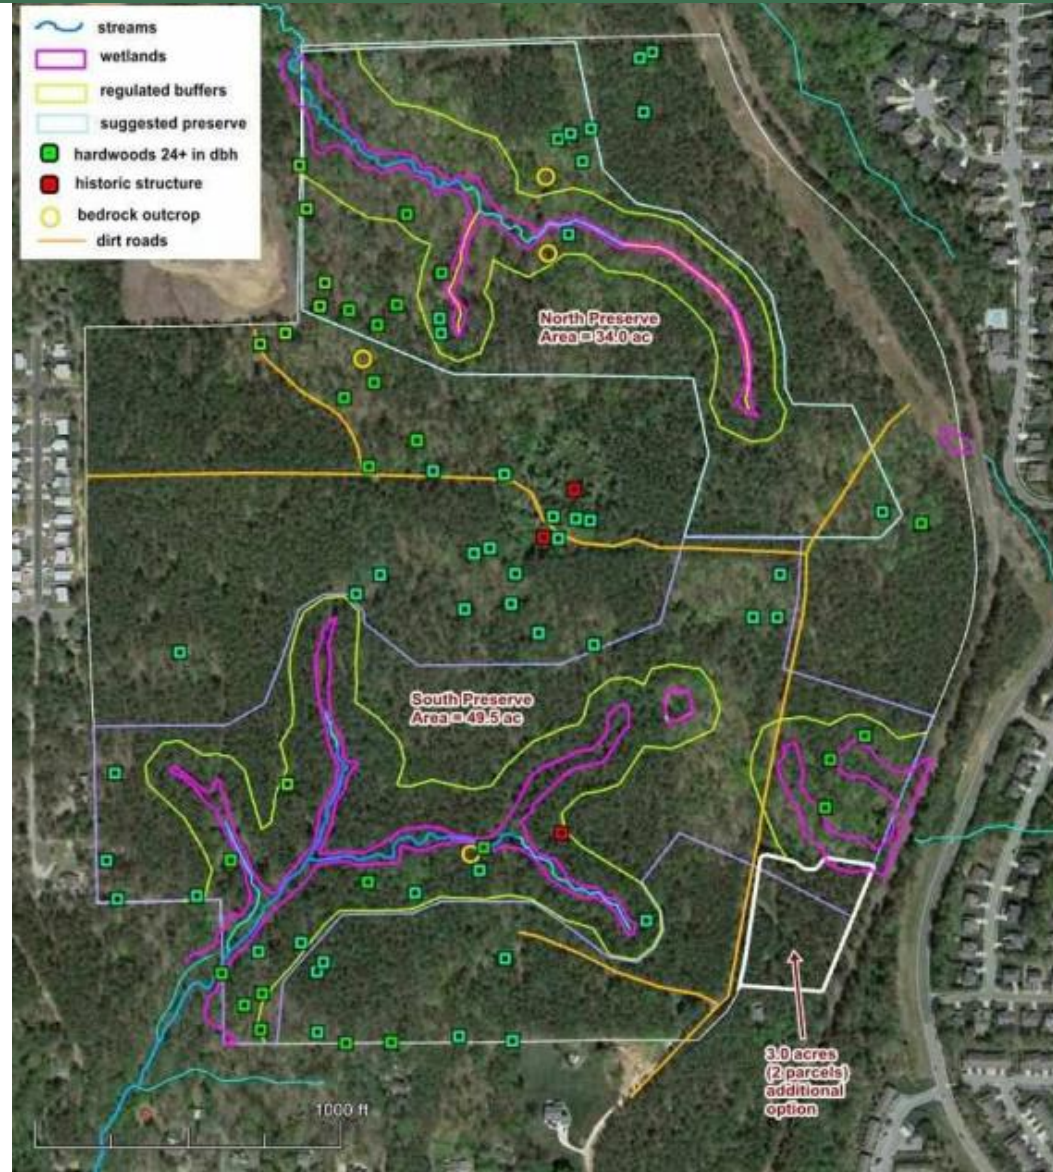 streams
wetlands
regulated buffers
suggested preserve
hardwoods 24+ in dbh
historic structure
bedrock outcrop
dirt roads
North Preserve
Area = 34.0 ac
South Preserve
Area = 49.5 ac
3.0 acres
(2 parcels)
additional
option
1000 ft